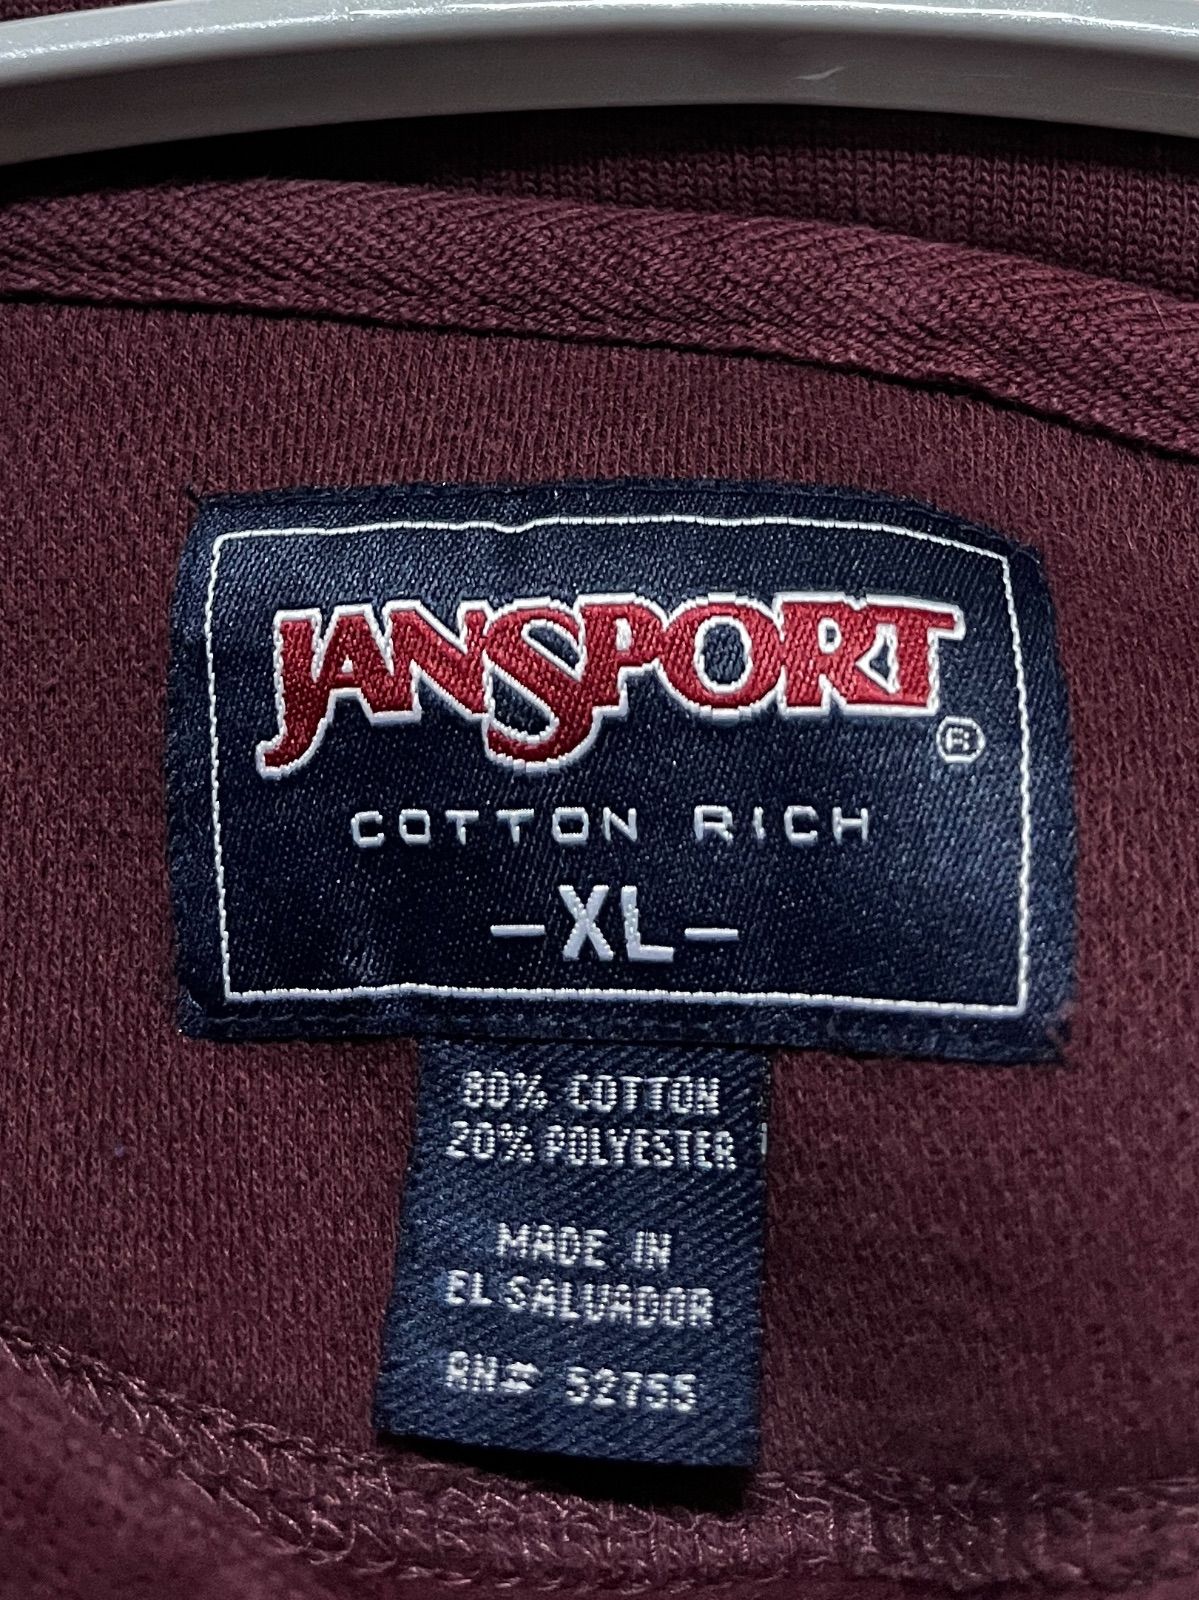 JANSPORT
®
COTTON RICH
-XL-
80% COTTON
20% POLYESTER
MADE IN
EL SALVADOR
RN# 52755